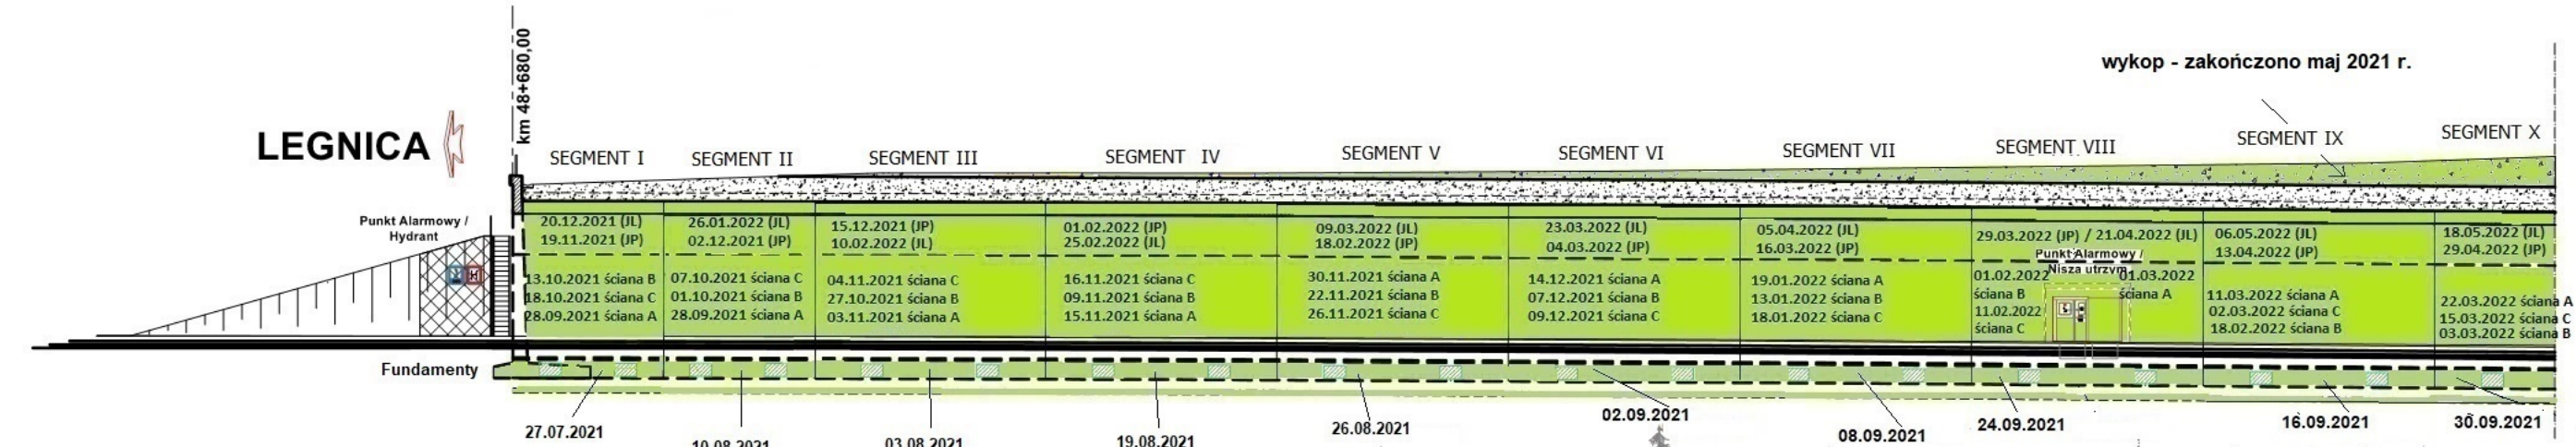 km 48+680,00
wykop - zakończono maj 2021 r.
LEGNICA
SEGMENT I
SEGMENT II
SEGMENT III
SEGMENT IV
SEGMENT V
SEGMENT VI
SEGMENT VII
SEGMENT VIII
SEGMENT IX
SEGMENT X
Punkt Alarmowy /
Hydrant
20.12.2021 (JL)
19.11.2021 (JP)
13.10.2021 ściana B
18.10.2021 ściana C
28.09.2021 ściana A
26.01.2022 (JL)
02.12.2021 (JP)
07.10.2021 ściana C
01.10.2021 ściana B
28.09.2021 ściana A
15.12.2021 (JP)
10.02.2022 (JL)
04.11.2021 ściana C
27.10.2021 ściana B
03.11.2021 ściana A
01.02.2022 (JP)
25.02.2022 (JL)
16.11.2021 ściana C
09.11.2021 ściana B
15.11.2021 ściana A
09.03.2022 (JL)
18.02.2022 (JP)
30.11.2021 ściana A
22.11.2021 ściana B
26.11.2021 ściana C
23.03.2022 (JL)
04.03.2022 (JP)
14.12.2021 ściana A
07.12.2021 ściana B
09.12.2021 ściana C
05.04.2022 (JL)
16.03.2022 (JP)
19.01.2022 ściana A
13.01.2022 ściana B
18.01.2022 ściana C
29.03.2022 (JP) / 21.04.2022 (JL)
Punkt Alarmowy /
Nisza utrzym.
01.02.2022
ściana B
11.02.2022
ściana C
01.03.2022
ściana A
06.05.2022 (JL)
13.04.2022 (JP)
11.03.2022 ściana A
02.03.2022 ściana C
18.02.2022 ściana B
18.05.2022 (JL)
29.04.2022 (JP)
22.03.2022 ściana A
15.03.2022 ściana C
03.03.2022 ściana B
Fundamenty
27.07.2021
10.08.2021
03.08.2021
19.08.2021
26.08.2021
02.09.2021
08.09.2021
24.09.2021
16.09.2021
30.09.2021